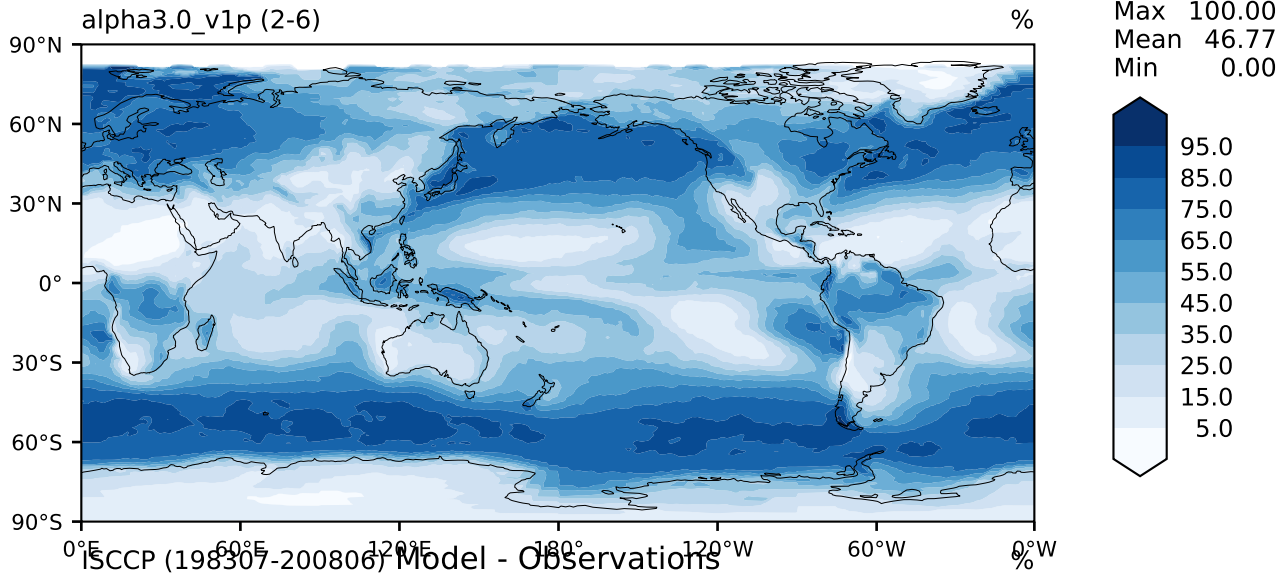 alpha3.0_v1p (2-6) %
Max 100.00
Mean 46.77
Min 0.00
90°N
60°N
30°N
0°
30°S
60°S
90°S
95.0
85.0
75.0
65.0
55.0
45.0
35.0
25.0
15.0
5.0
0°E 60°E 120°E 180° 120°W 60°W 0°W
ISCCP (198307-200806) Model - Observations %